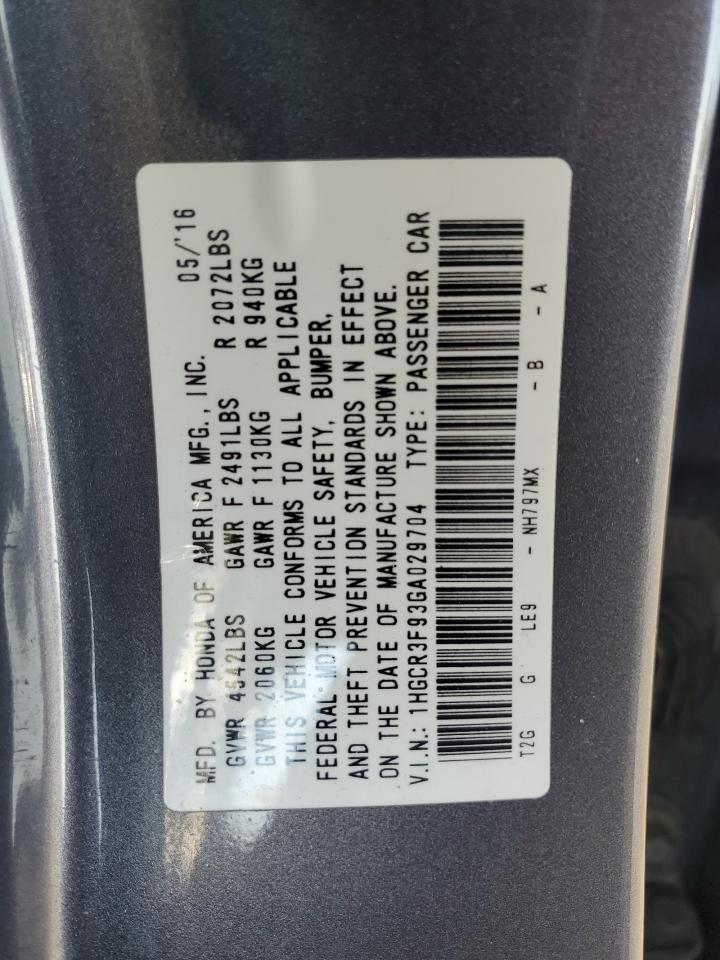 MFD. BY HONDA OF AMERICA MFG., INC. 05/'16
GVWR 4542LBS GAWR F 2491LBS R 2072LBS
GVWR 2060KG GAWR F 1130KG R 940KG
THIS VEHICLE CONFORMS TO ALL APPLICABLE
FEDERAL MOTOR VEHICLE SAFETY, BUMPER,
AND THEFT PREVENTION STANDARDS IN EFFECT
ON THE DATE OF MANUFACTURE SHOWN ABOVE.
V.I.N.: 1HGCR3F93GA029704 TYPE: PASSENGER CAR
T2G G LE9 - NH797MX - B - A